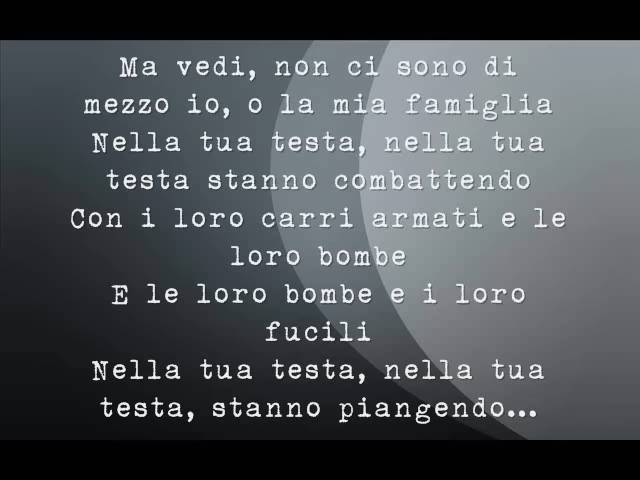 Ma vedi, non ci sono di
mezzo io, o la mia famiglia
Nella tua testa, nella tua
testa stanno combattendo
Con i loro carri armati e le
loro bombe
E le loro bombe e i loro
fucili
Nella tua testa, nella tua
testa, stanno piangendo...